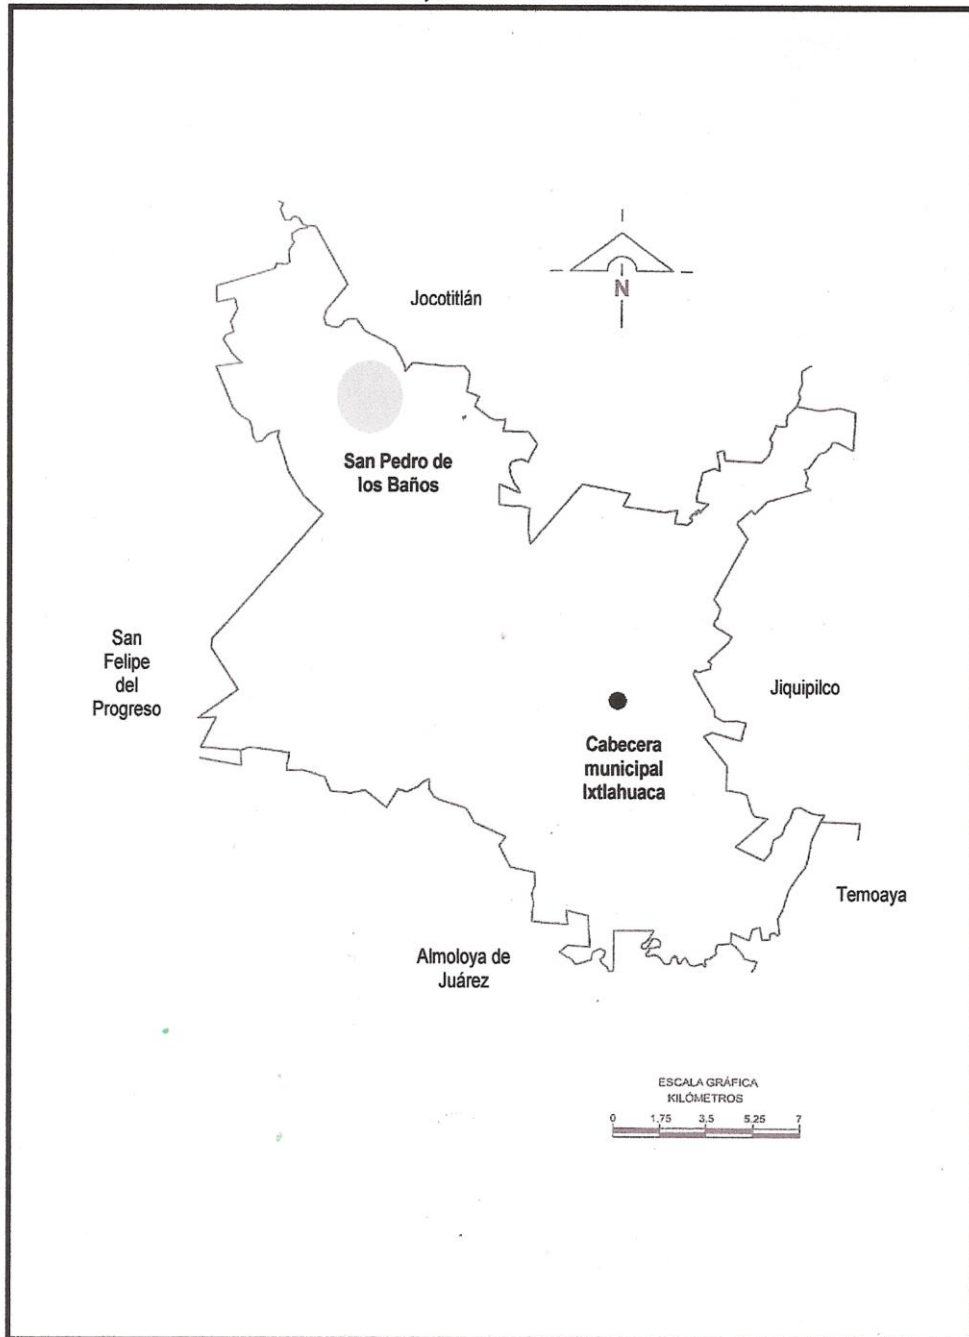 Jocotitlán
N
San Pedro de
los Baños
San
Felipe
del
Progreso
Jiquipilco
Cabecera
municipal
Ixtlahuaca
Temoaya
Almoloya de
Juárez
ESCALA GRÁFICA
KILÓMETROS
0 1.75 3.5 5.25 7